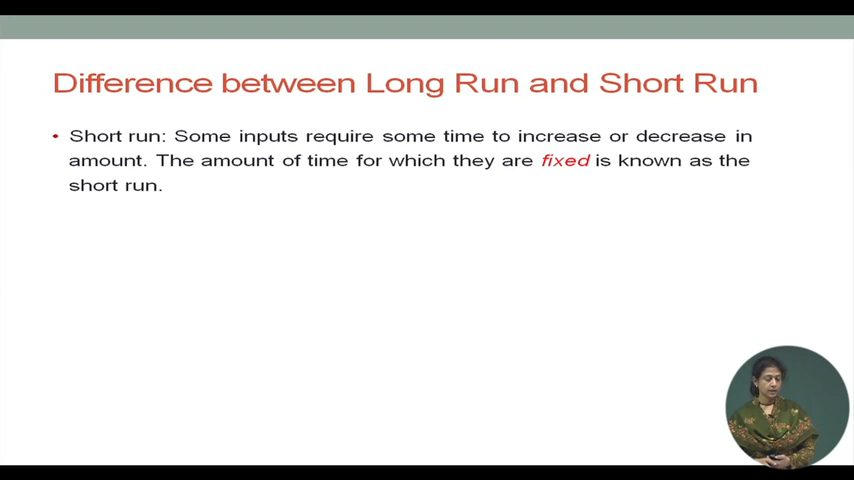 Difference between Long Run and Short Run
• Short run: Some inputs require some time to increase or decrease in
amount. The amount of time for which they are fixed is known as the
short run.